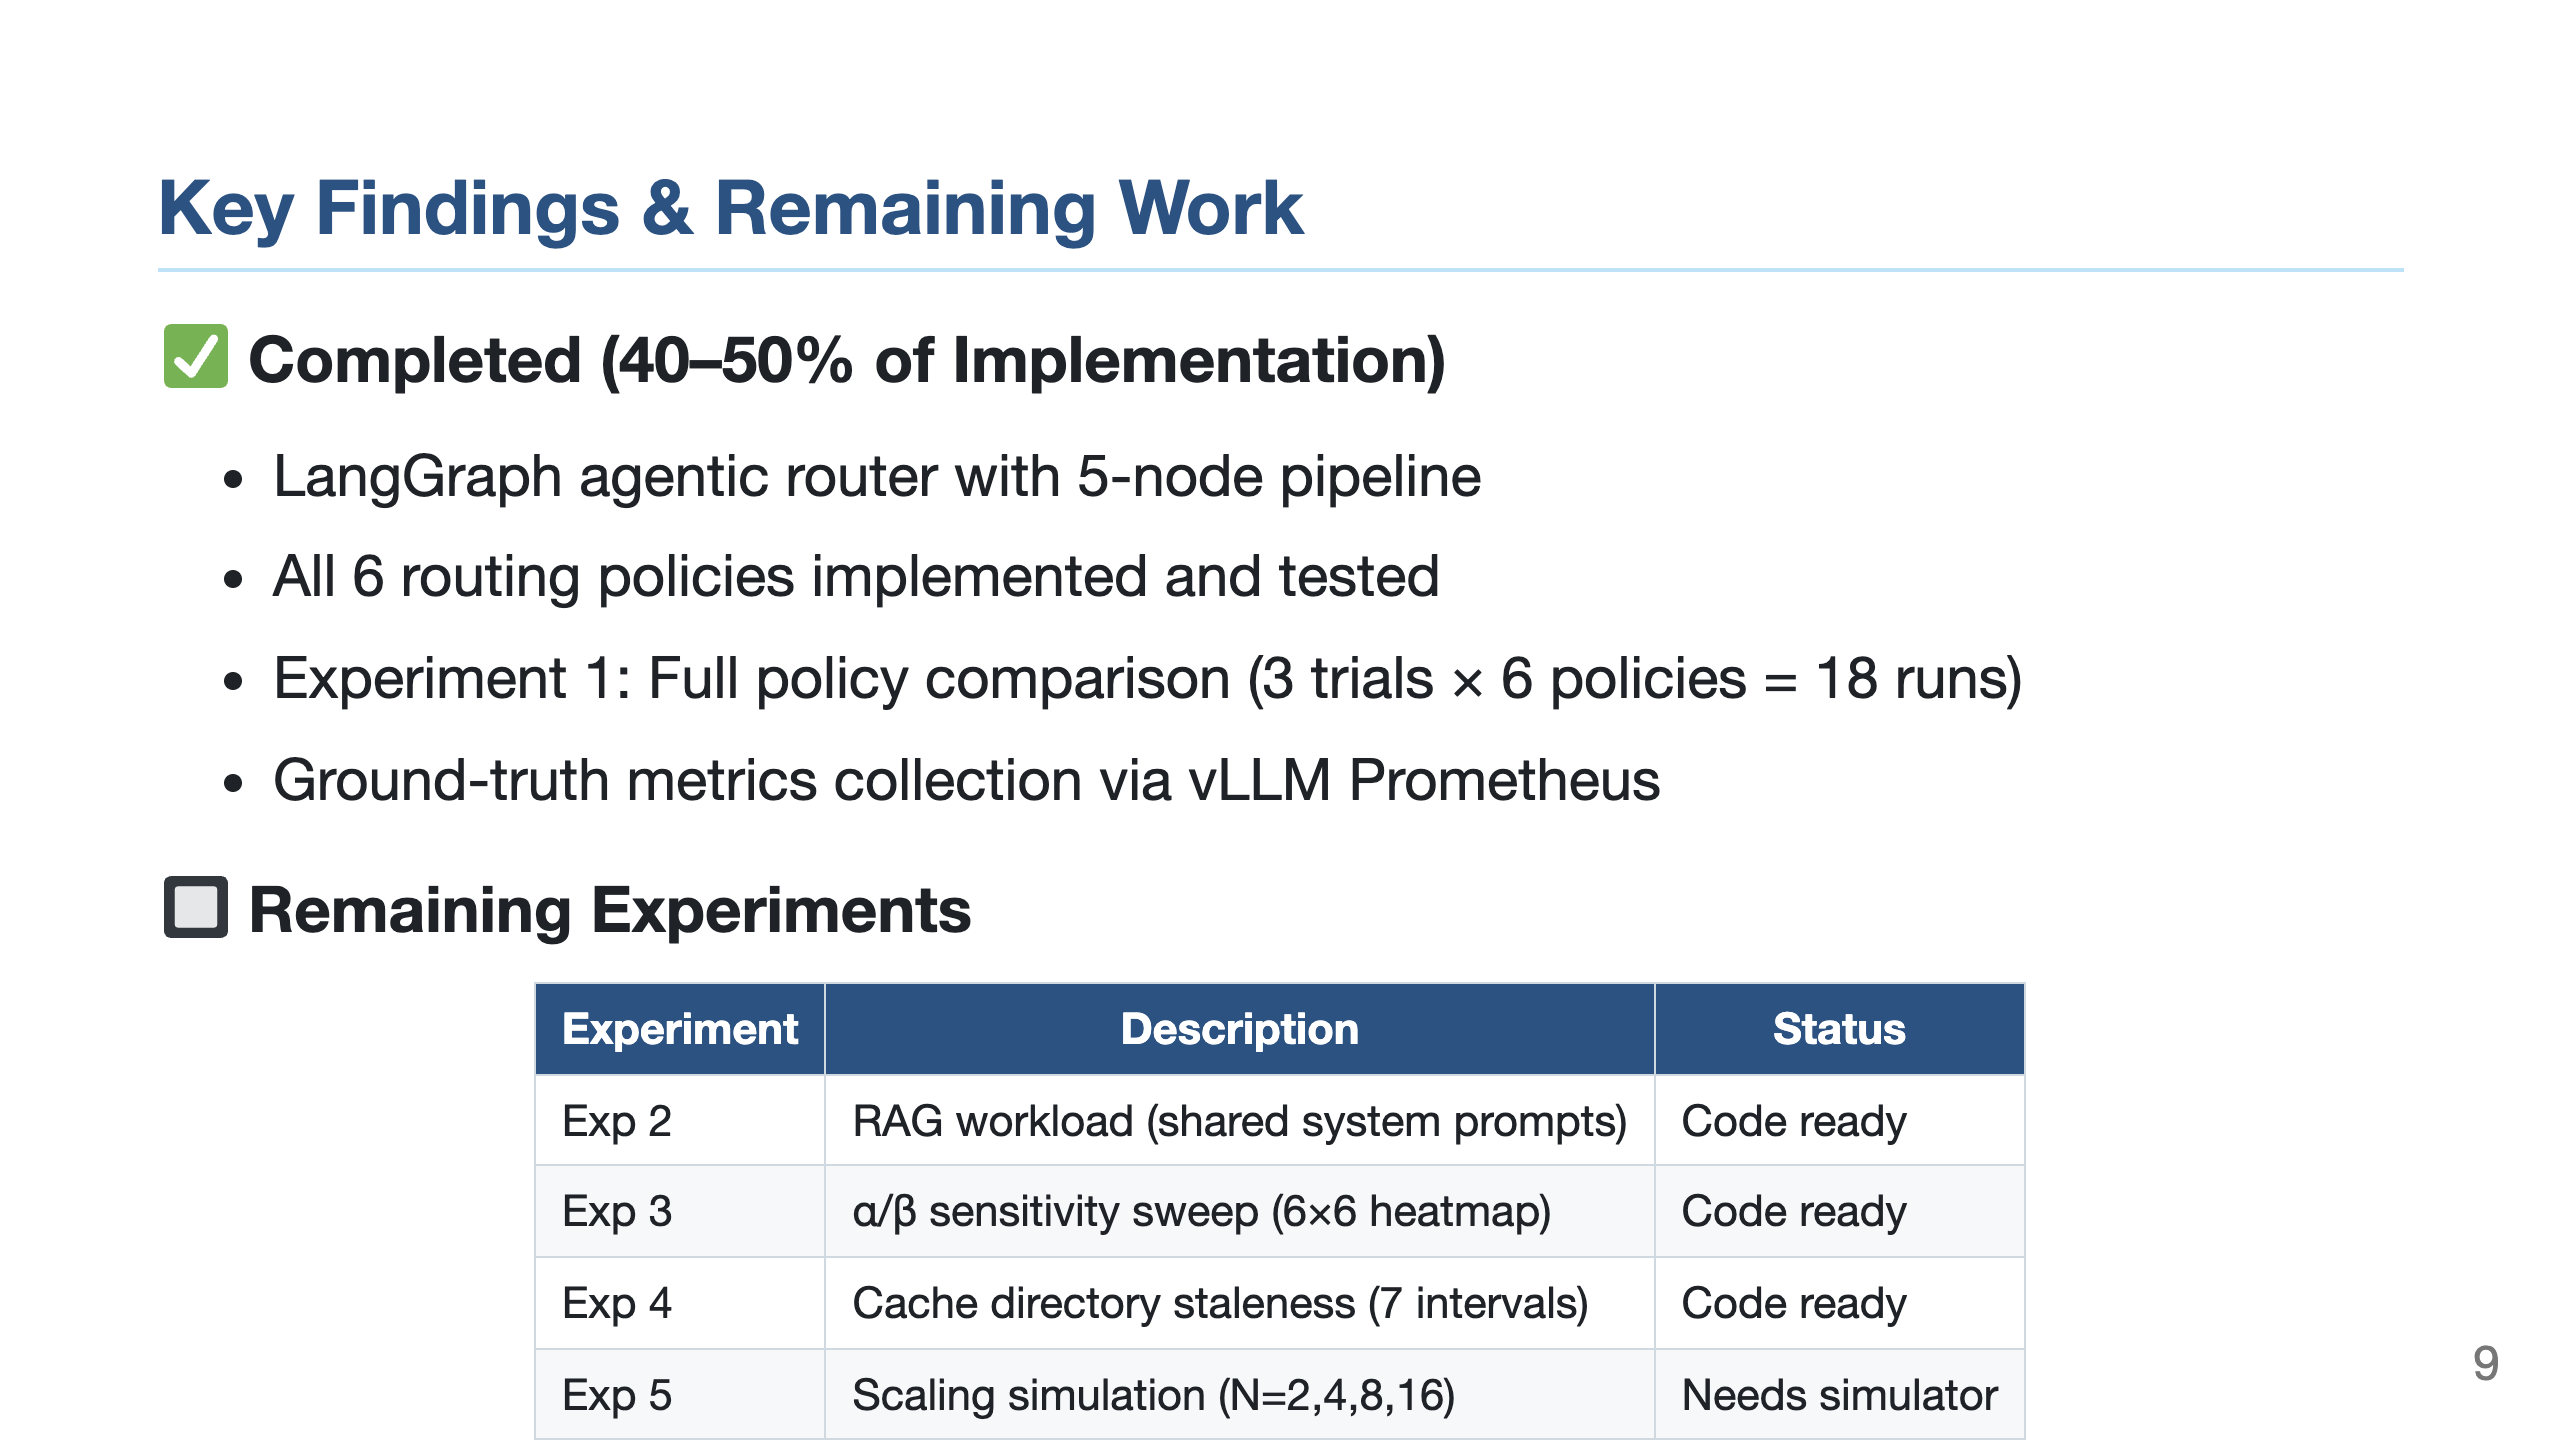 Key Findings & Remaining Work
✅ Completed (40–50% of Implementation)
• LangGraph agentic router with 5-node pipeline
• All 6 routing policies implemented and tested
• Experiment 1: Full policy comparison (3 trials × 6 policies = 18 runs)
• Ground-truth metrics collection via vLLM Prometheus
🔲 Remaining Experiments
Experiment Description Status
Exp 2 RAG workload (shared system prompts) Code ready
Exp 3 α/β sensitivity sweep (6×6 heatmap) Code ready
Exp 4 Cache directory staleness (7 intervals) Code ready
Exp 5 Scaling simulation (N=2,4,8,16) Needs simulator
9